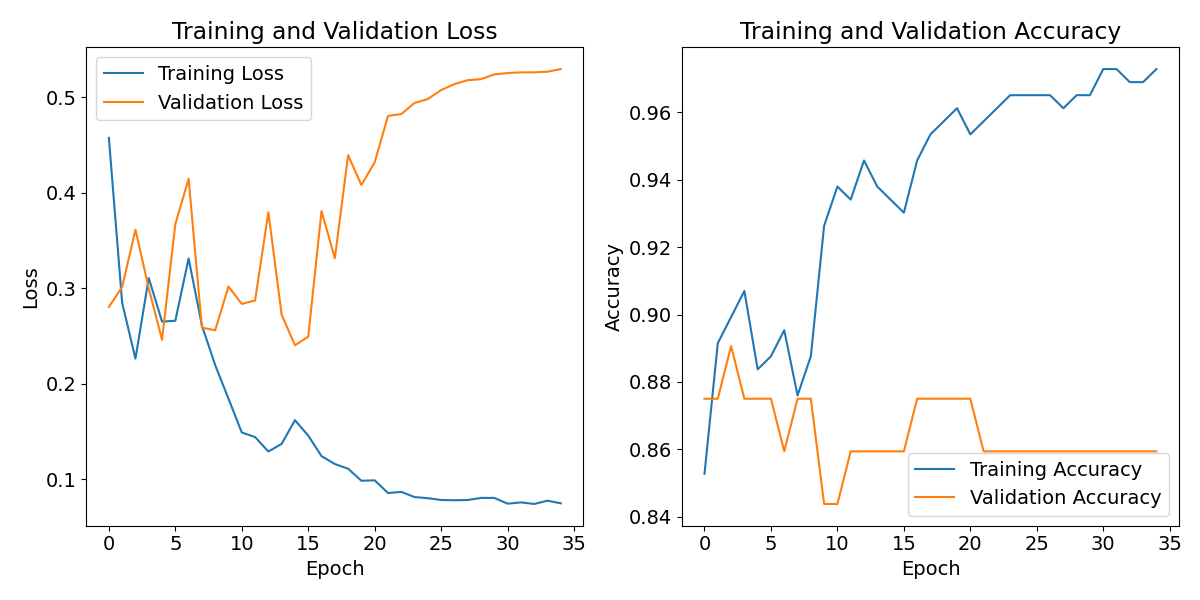 Training and Validation Loss
Training Loss
Validation Loss
0.5
0.4
0.3
0.2
0.1
Loss
0 5 10 15 20 25 30 35
Epoch
Training and Validation Accuracy
0.96
0.94
0.92
0.90
0.88
0.86
0.84
Accuracy
Training Accuracy
Validation Accuracy
0 5 10 15 20 25 30 35
Epoch